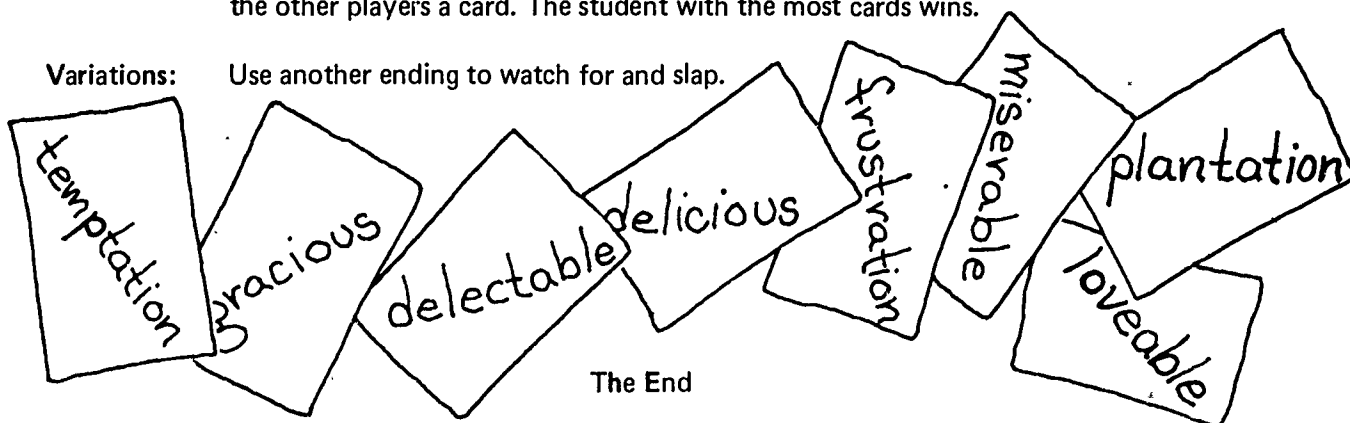 the other players a card. The student with the most cards wins.
Variations: Use another ending to watch for and slap.
temptation
gracious
delectable
delicious
frustration
miserable
plantation
loveable
The End